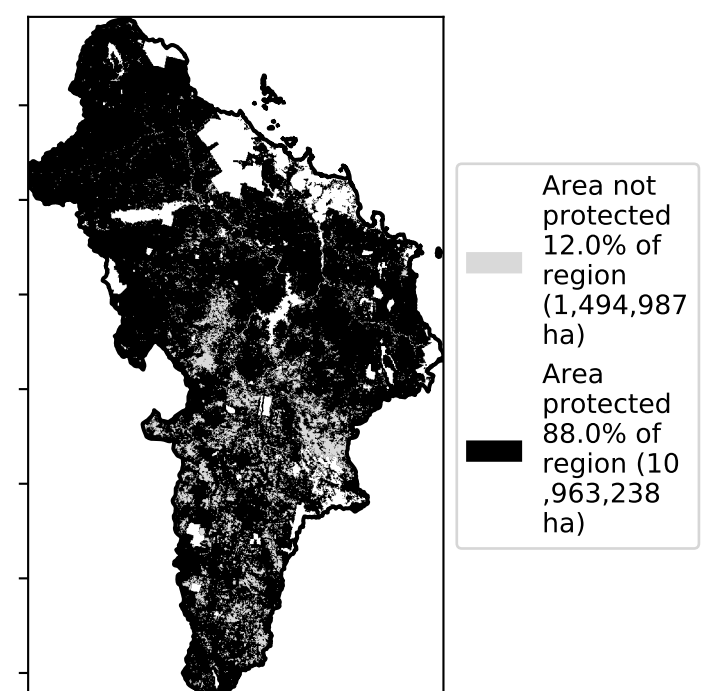 Area not
protected
12.0% of
region
(1,494,987
ha)
Area
protected
88.0% of
region (10
,963,238
ha)